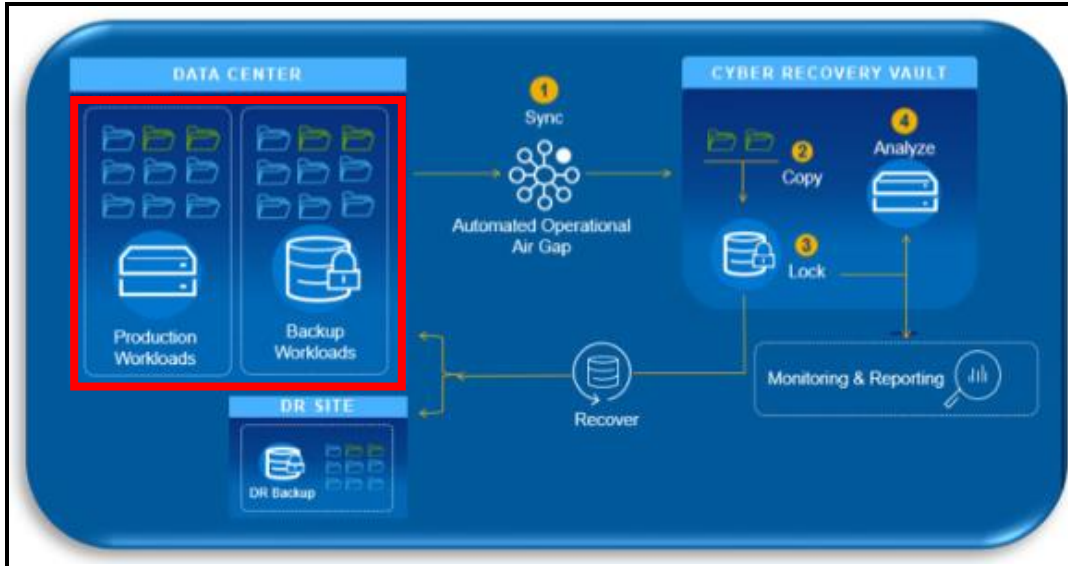 DATA CENTER
Production
Workloads
Backup
Workloads
1
Sync
Automated Operational
Air Gap
CYBER RECOVERY VAULT
2
Copy
4
Analyze
3
Lock
Monitoring & Reporting
Recover
DR SITE
DR Backup